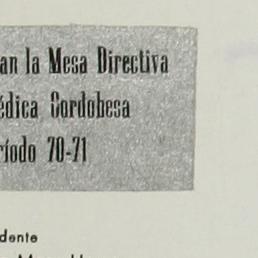 an la Mesa Directiva
édica Cordobesa
ríodo 70-71
dente